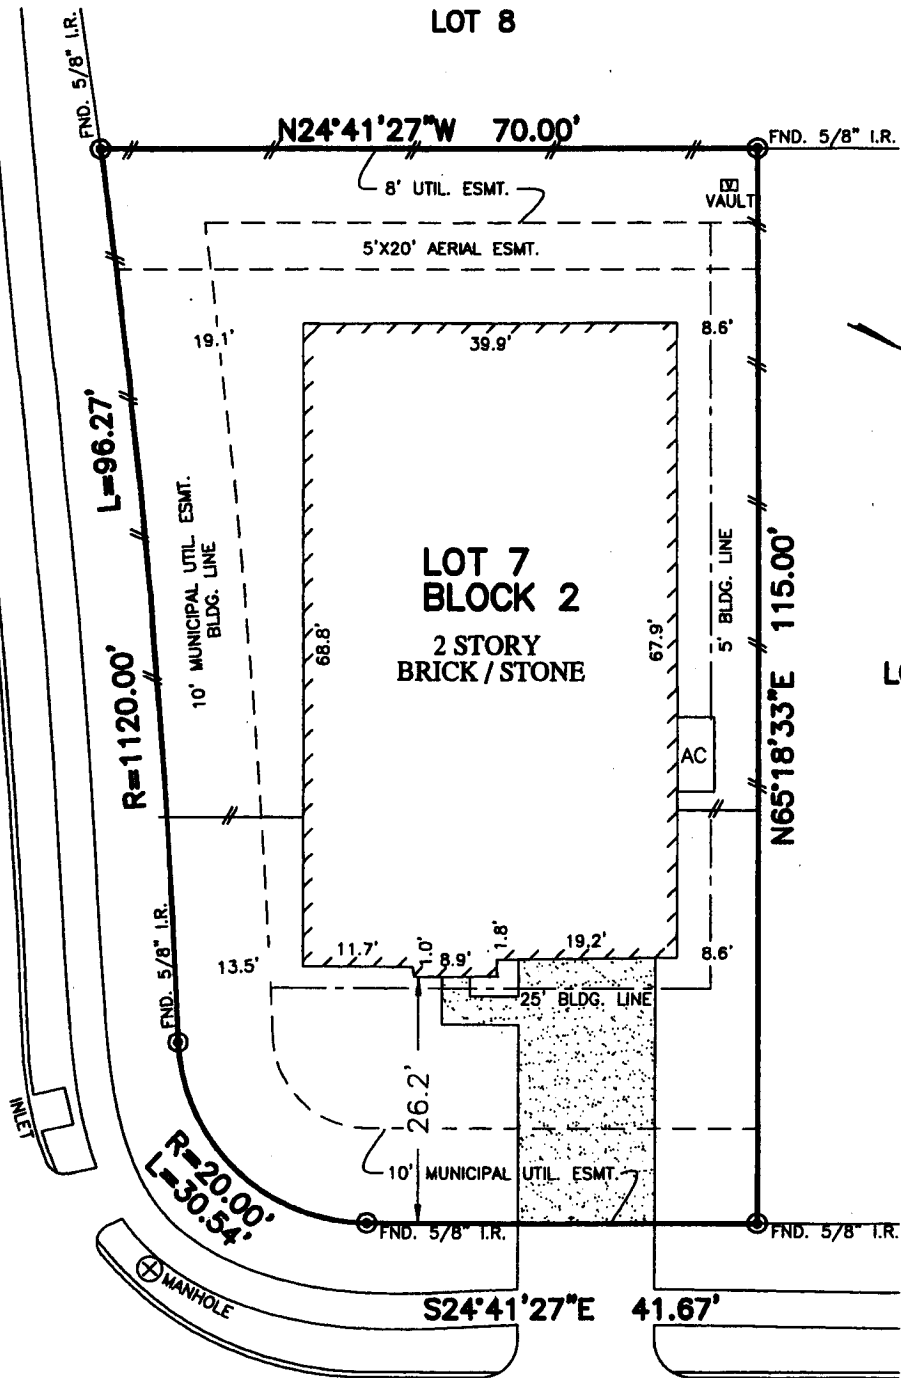 LOT 8
FND. 5/8" I.R.
N24°41'27"W 70.00'
FND. 5/8" I.R.
8' UTIL. ESMT.
V
VAULT
5'X20' AERIAL ESMT.
19.1'
39.9'
8.6'
L=96.27'
R=1120.00'
10' MUNICIPAL UTIL. ESMT.
BLDG. LINE
68.8'
LOT 7
BLOCK 2
2 STORY
BRICK / STONE
67.9'
5' BLDG. LINE
N65°18'33"E 115.00'
AC
FND. 5/8" I.R.
13.5'
11.7'
1.0'
8.9'
1.8'
19.2'
8.6'
25' BLDG. LINE
26.2'
INLET
R=20.00'
L=30.54'
10' MUNICIPAL UTIL. ESMT.
FND. 5/8" I.R.
FND. 5/8" I.R.
MANHOLE
S24°41'27"E 41.67'